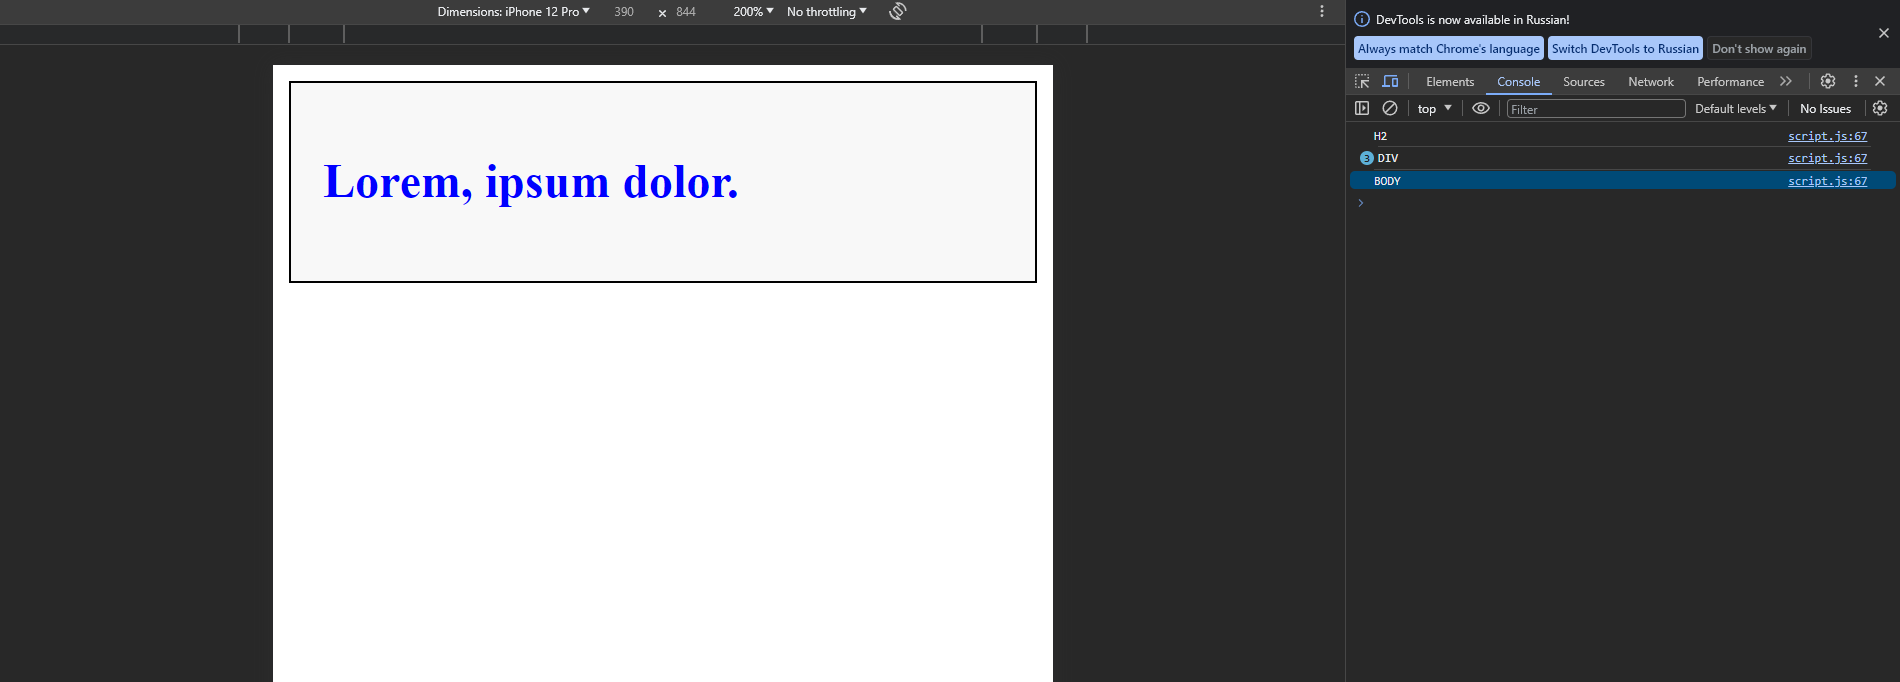 Dimensions: iPhone 12 Pro 390 × 844 200% No throttling
Lorem, ipsum dolor.
DevTools is now available in Russian!
Always match Chrome's language Switch DevTools to Russian Don't show again
Elements Console Sources Network Performance
top Filter Default levels No Issues
H2 script.js:67
3 DIV script.js:67
BODY script.js:67